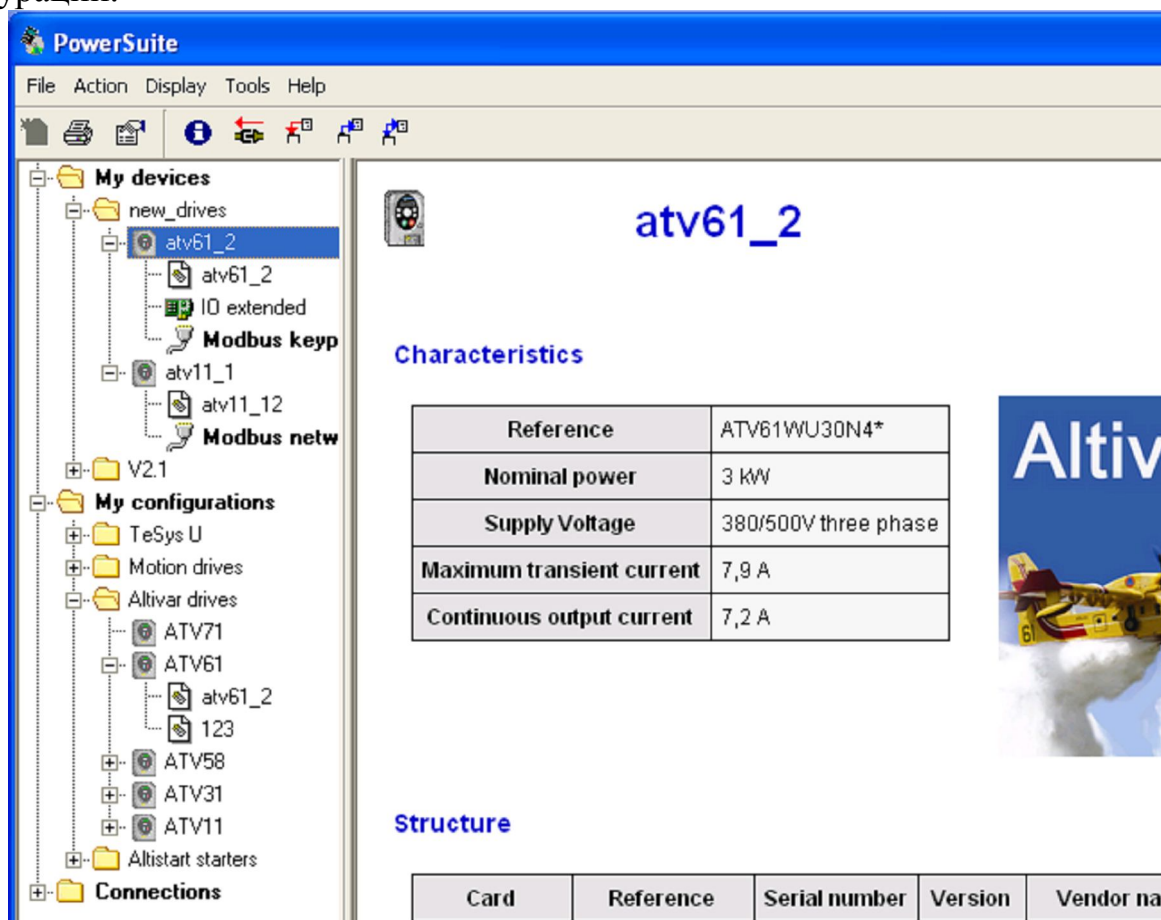 урации.
PowerSuite
File Action Display Tools Help
My devices
new_drives
atv61_2
atv61_2
IO extended
Modbus keyp
atv11_1
atv11_12
Modbus netw
V2.1
My configurations
TeSys U
Motion drives
Altivar drives
ATV71
ATV61
atv61_2
123
ATV58
ATV31
ATV11
Altistart starters
Connections
atv61_2
Characteristics
Reference ATV61WU30N4*
Nominal power 3 kW
Supply Voltage 380/500V three phase
Maximum transient current 7,9 A
Continuous output current 7,2 A
Altiv
61
Structure
Card Reference Serial number Version Vendor na